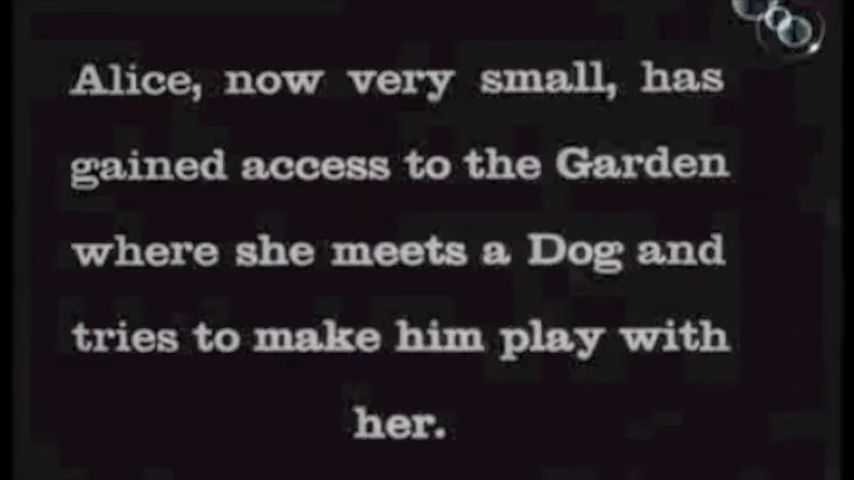 Alice, now very small, has
gained access to the Garden
where she meets a Dog and
tries to make him play with
her.